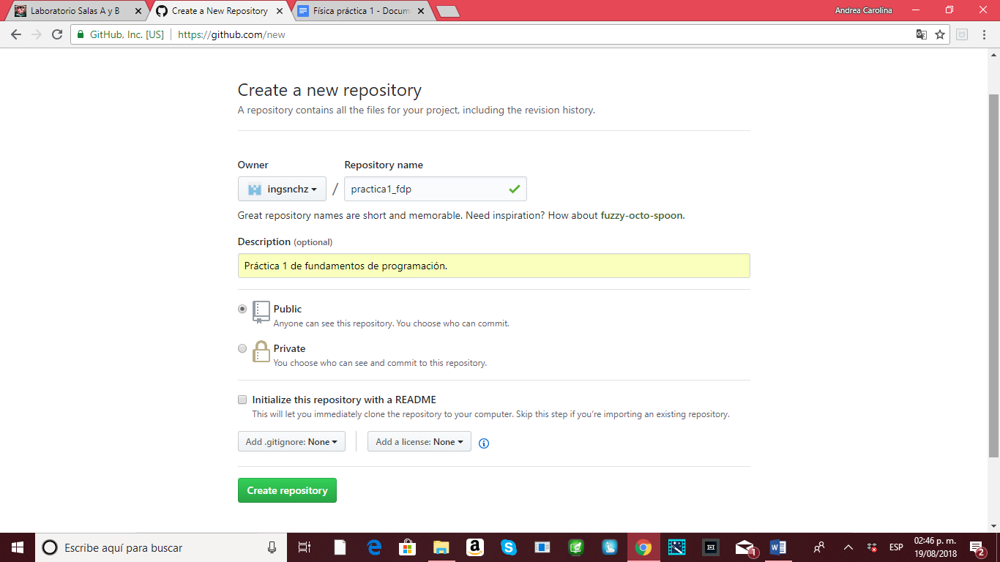 Laboratorio Salas A y B
Create a New Repository
Física práctica 1 - Docum
Andrea Carolina
GitHub, Inc. [US]
https://github.com/new
Create a new repository
A repository contains all the files for your project, including the revision history.
Owner
Repository name
ingsnchz
/
practica1_fdp
Great repository names are short and memorable. Need inspiration? How about fuzzy-octo-spoon.
Description (optional)
Práctica 1 de fundamentos de programación.
Public
Anyone can see this repository. You choose who can commit.
Private
You choose who can see and commit to this repository.
Initialize this repository with a README
This will let you immediately clone the repository to your computer. Skip this step if you're importing an existing repository.
Add .gitignore: None
Add a license: None
Create repository
Escribe aquí para buscar
1
ESP
02:46 p. m.
19/08/2018
2